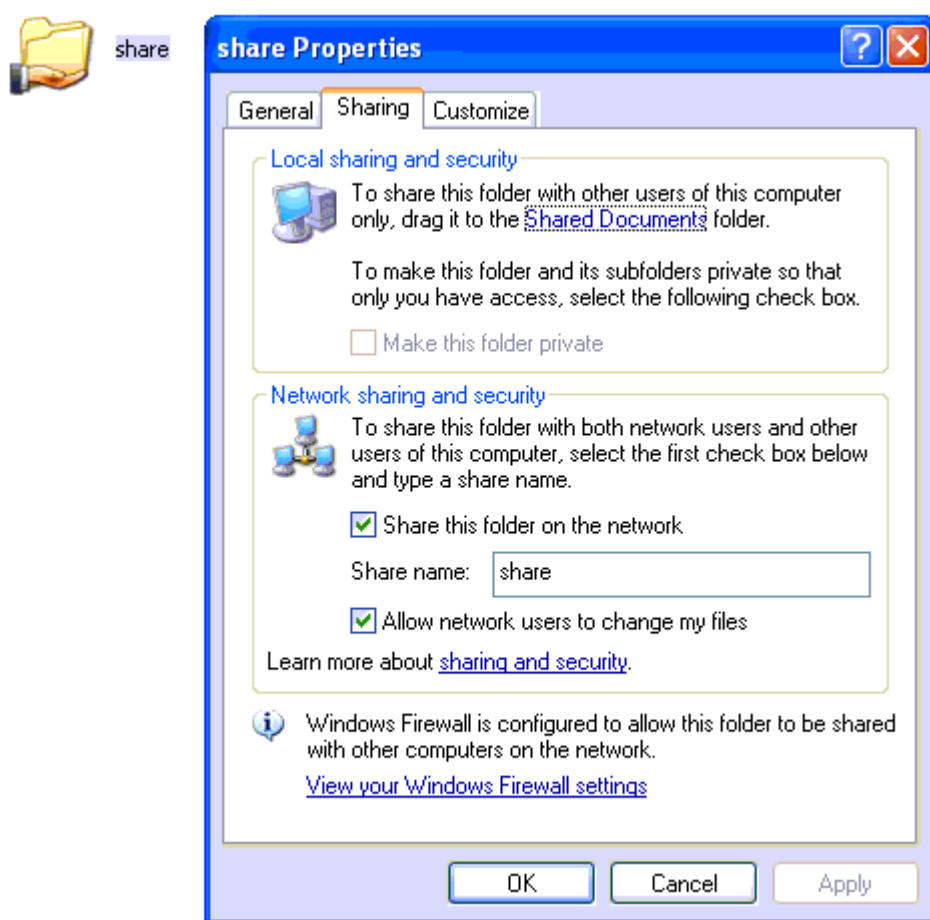 share
share Properties
General Sharing Customize
Local sharing and security
To share this folder with other users of this computer
only, drag it to the Shared Documents folder.
To make this folder and its subfolders private so that
only you have access, select the following check box.
Make this folder private
Network sharing and security
To share this folder with both network users and other
users of this computer, select the first check box below
and type a share name.
Share this folder on the network
Share name: share
Allow network users to change my files
Learn more about sharing and security.
Windows Firewall is configured to allow this folder to be shared
with other computers on the network.
View your Windows Firewall settings
OK Cancel Apply